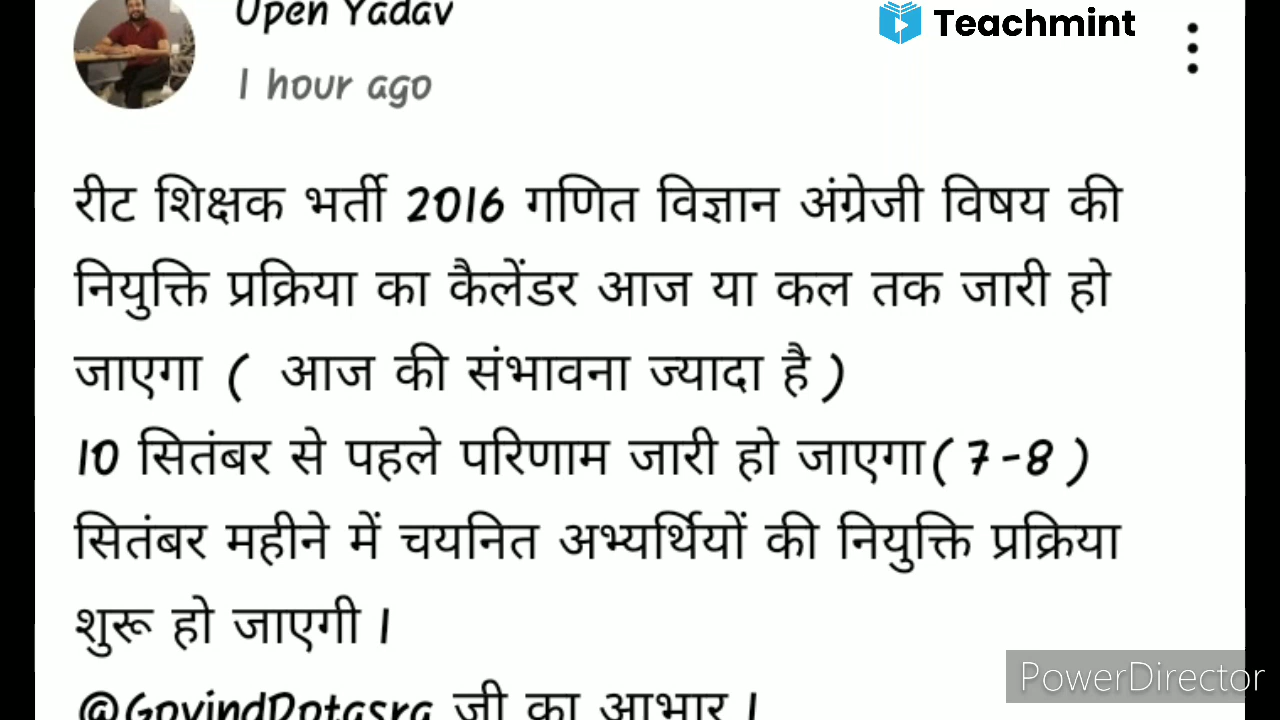 Upen Yadav
Teachmint
1 hour ago
रीट शिक्षक भर्ती 2016 गणित विज्ञान अंग्रेजी विषय की
नियुक्ति प्रक्रिया का कैलेंडर आज या कल तक जारी हो
जाएगा ( आज की संभावना ज्यादा है )
10 सितंबर से पहले परिणाम जारी हो जाएगा( 7-8 )
सितंबर महीने में चयनित अभ्यर्थियों की नियुक्ति प्रक्रिया
शुरू हो जाएगी ।
@GovindDotasra जी का आभार ।
PowerDirector